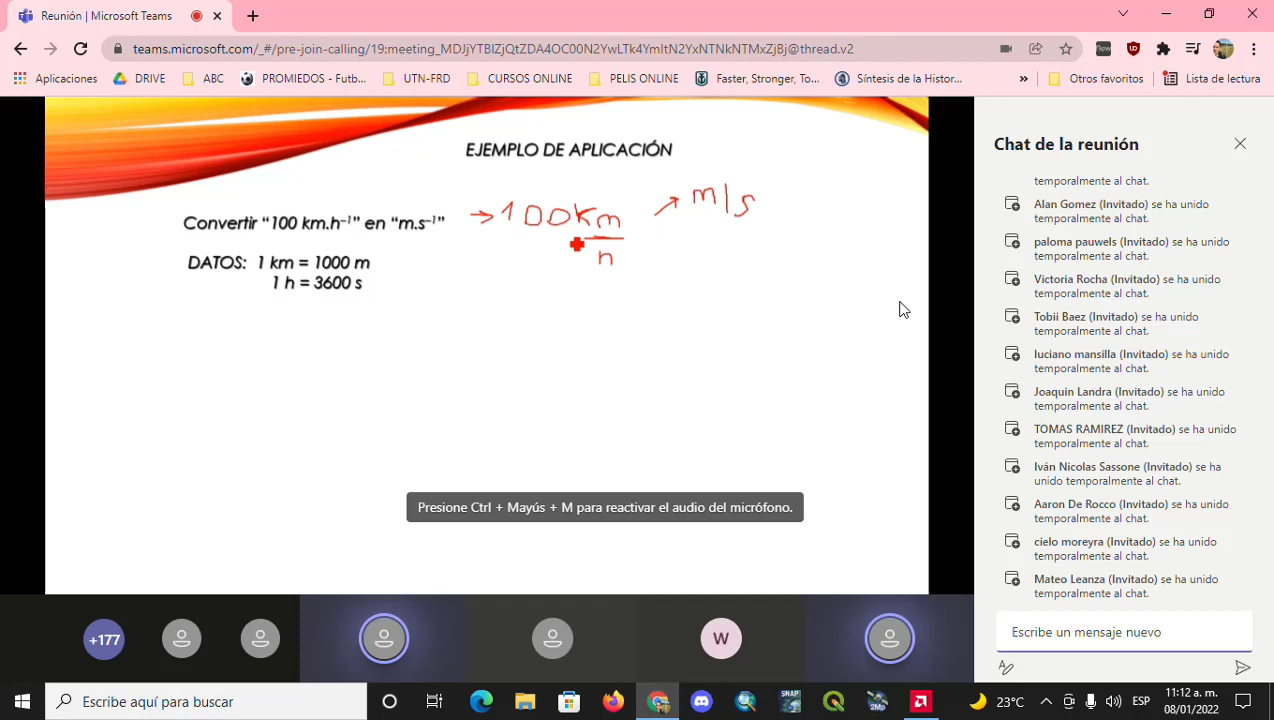 Reunión | Microsoft Teams
teams.microsoft.com/_#/pre-join-calling/19:meeting_MDJjYTBlZjQtZDA4OC00N2YwLTk4YmItN2YxNTNkNTMxZjBj@thread.v2
Aplicaciones DRIVE ABC PROMIEDOS - Futb... UTN-FRD CURSOS ONLINE PELIS ONLINE Faster, Stronger, To... Síntesis de la Histor... » Otros favoritos Lista de lectura
EJEMPLO DE APLICACIÓN
Convertir “100 km.h⁻¹” en “m.s⁻¹” → 100 Km ↗ m/s
h
DATOS: 1 km = 1000 m
1 h = 3600 s
Presione Ctrl + Mayús + M para reactivar el audio del micrófono.
+177
W
Chat de la reunión
temporalmente al chat.
Alan Gomez (Invitado) se ha unido
temporalmente al chat.
paloma pauwels (Invitado) se ha
unido temporalmente al chat.
Victoria Rocha (Invitado) se ha unido
temporalmente al chat.
Tobii Baez (Invitado) se ha unido
temporalmente al chat.
luciano mansilla (Invitado) se ha unido
temporalmente al chat.
Joaquin Landra (Invitado) se ha unido
temporalmente al chat.
TOMAS RAMIREZ (Invitado) se ha unido
temporalmente al chat.
Iván Nicolas Sassone (Invitado) se ha
unido temporalmente al chat.
Aaron De Rocco (Invitado) se ha unido
temporalmente al chat.
cielo moreyra (Invitado) se ha unido
temporalmente al chat.
Mateo Leanza (Invitado) se ha unido
temporalmente al chat.
Escribe un mensaje nuevo
Escribe aquí para buscar
SNAP
2Mp
23°C
ESP
11:12 a. m.
08/01/2022